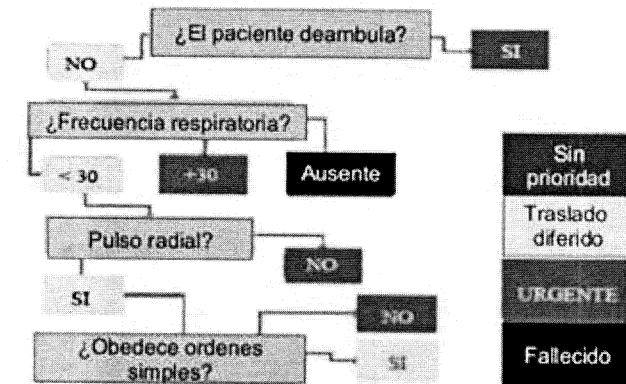 ¿El paciente deambula?
SI
NO
¿Frecuencia respiratoria?
< 30
+30
Ausente
Pulso radial?
NO
SI
NO
¿Obedece ordenes
simples?
SI
Sin
prioridad
Traslado
diferido
URGENTE
Fallecido